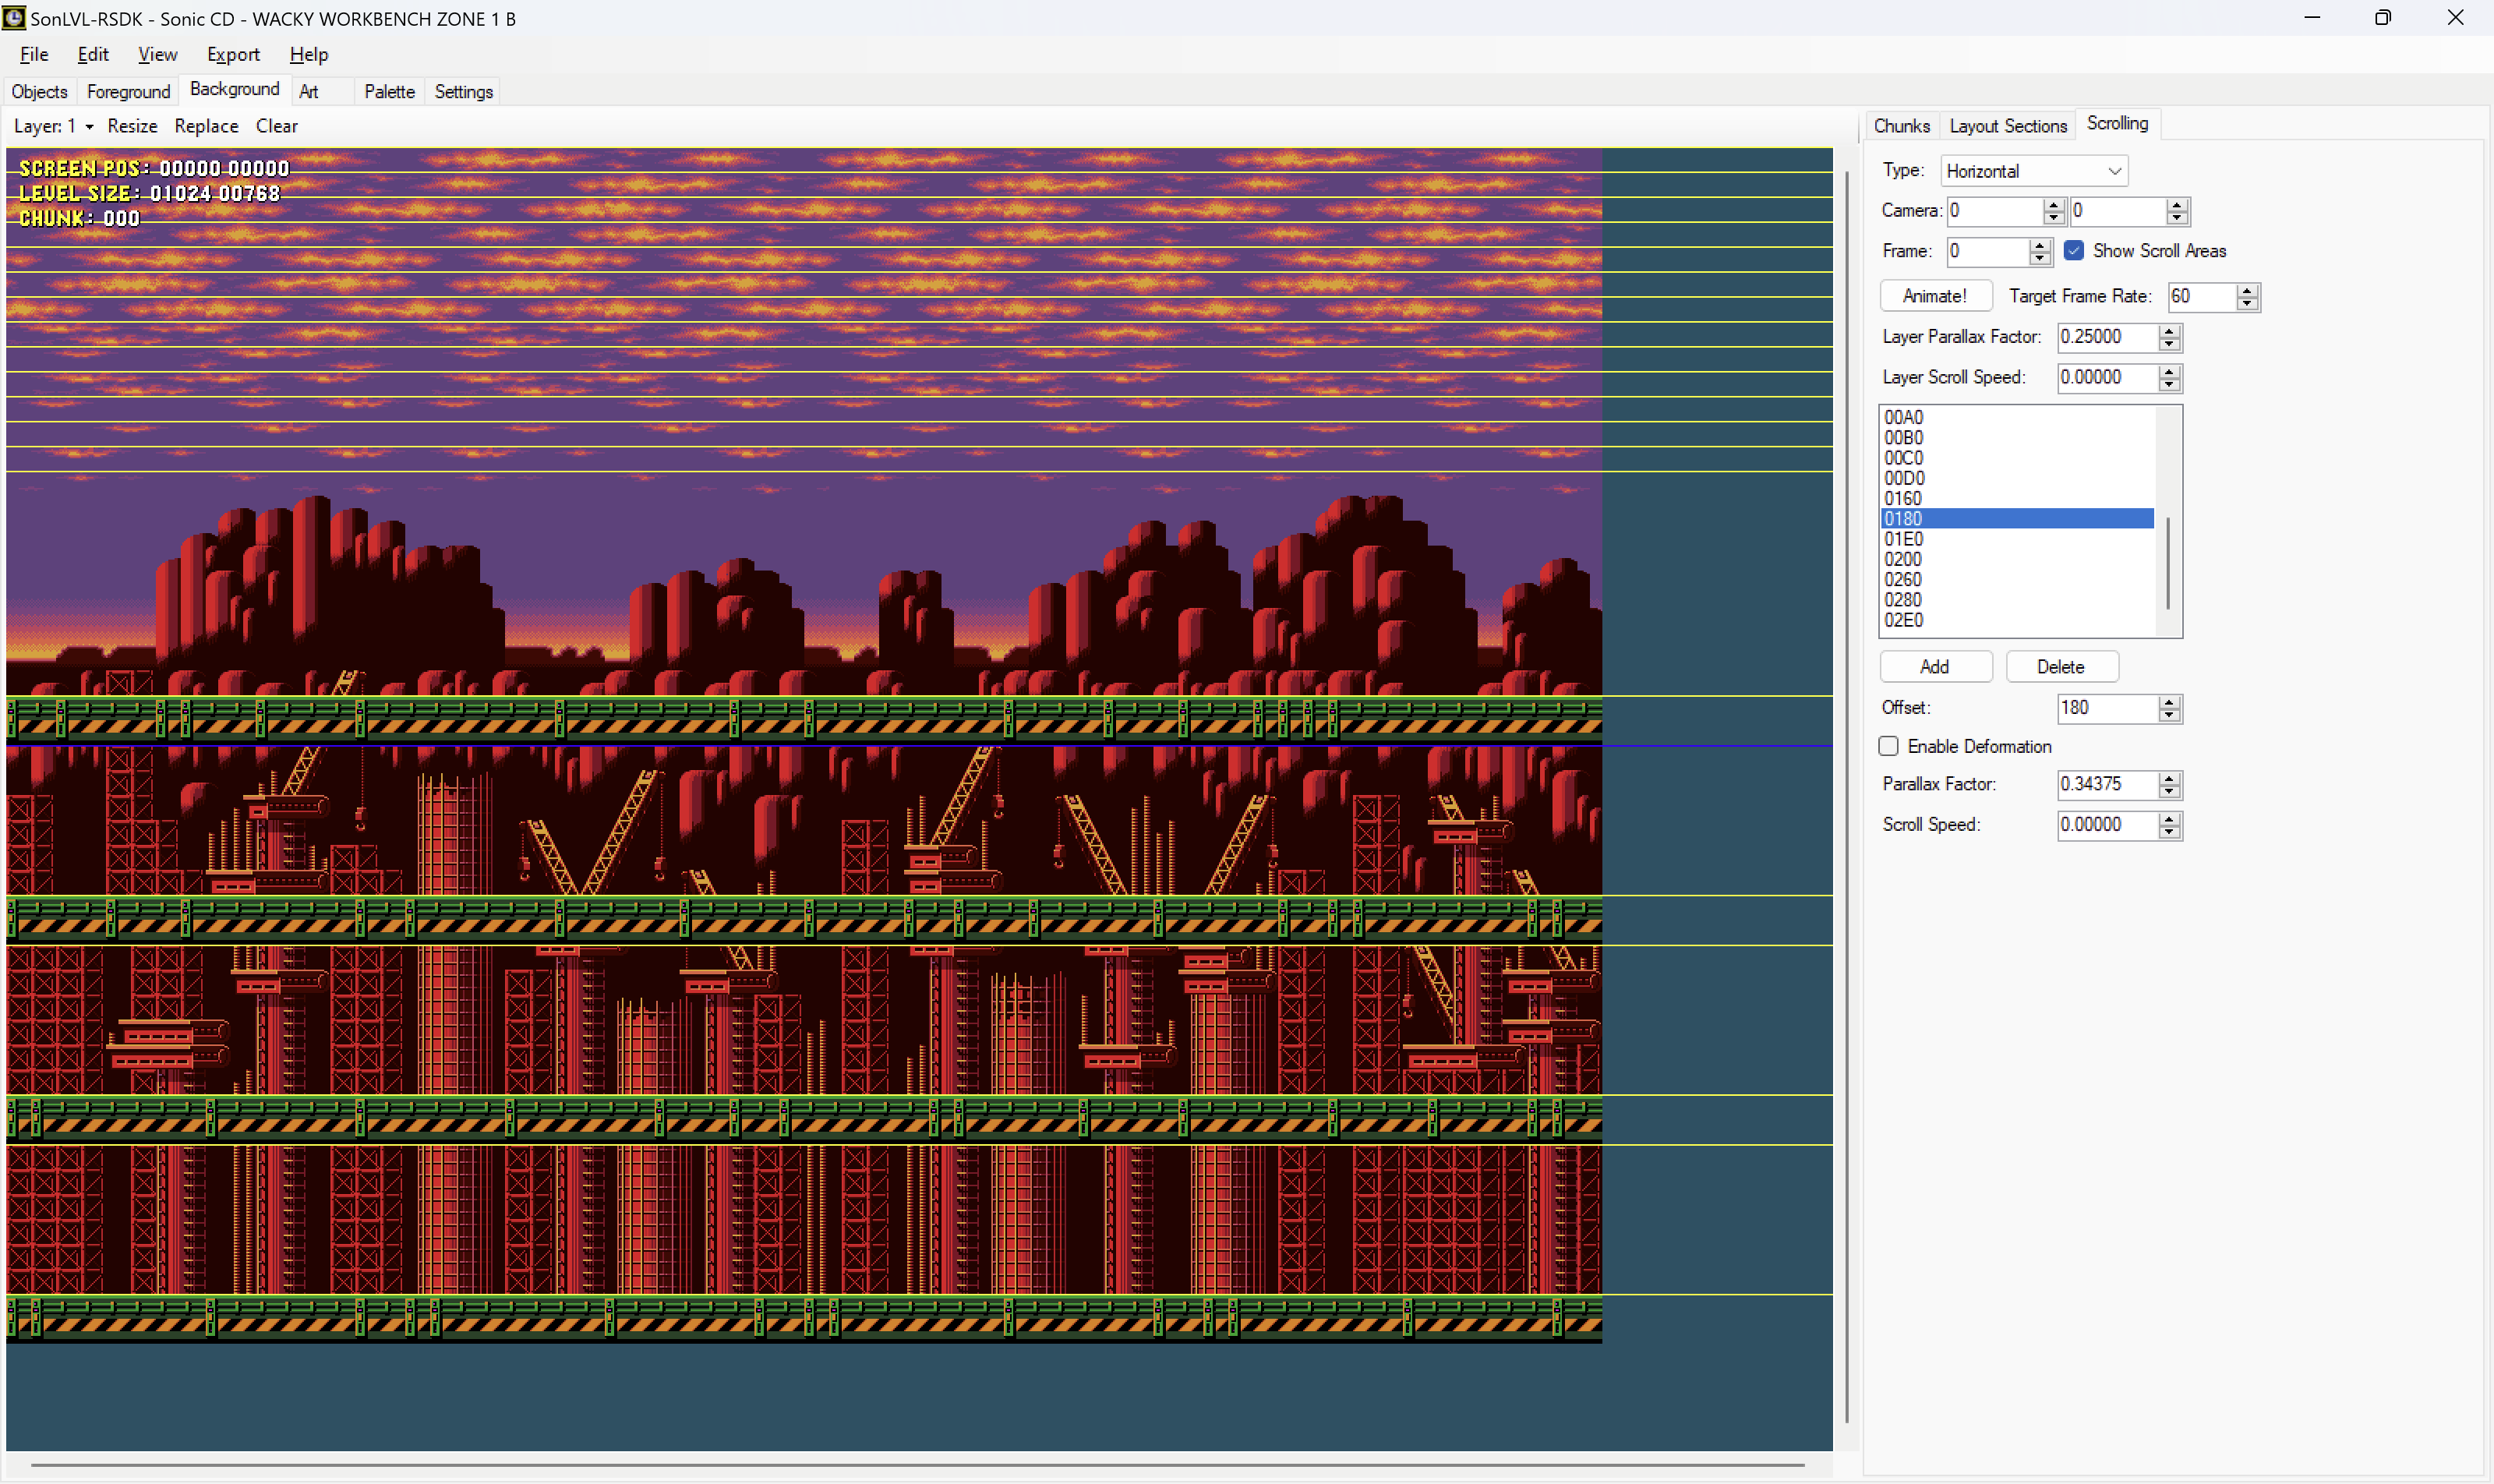 SonLVL-RSDK - Sonic CD - WACKY WORKBENCH ZONE 1 B
File Edit View Export Help
Objects Foreground Background Art Palette Settings
Layer: 1 Resize Replace Clear
SCREEN POS: 00000 00000
LEVEL SIZE: 01024 00768
CHUNK: 000
Chunks Layout Sections Scrolling
Type: Horizontal
Camera: 0 0
Frame: 0 Show Scroll Areas
Animate! Target Frame Rate: 60
Layer Parallax Factor: 0.25000
Layer Scroll Speed: 0.00000
00A0
00B0
00C0
00D0
0160
0180
01E0
0200
0260
0280
02E0
Add Delete
Offset: 180
Enable Deformation
Parallax Factor: 0.34375
Scroll Speed: 0.00000